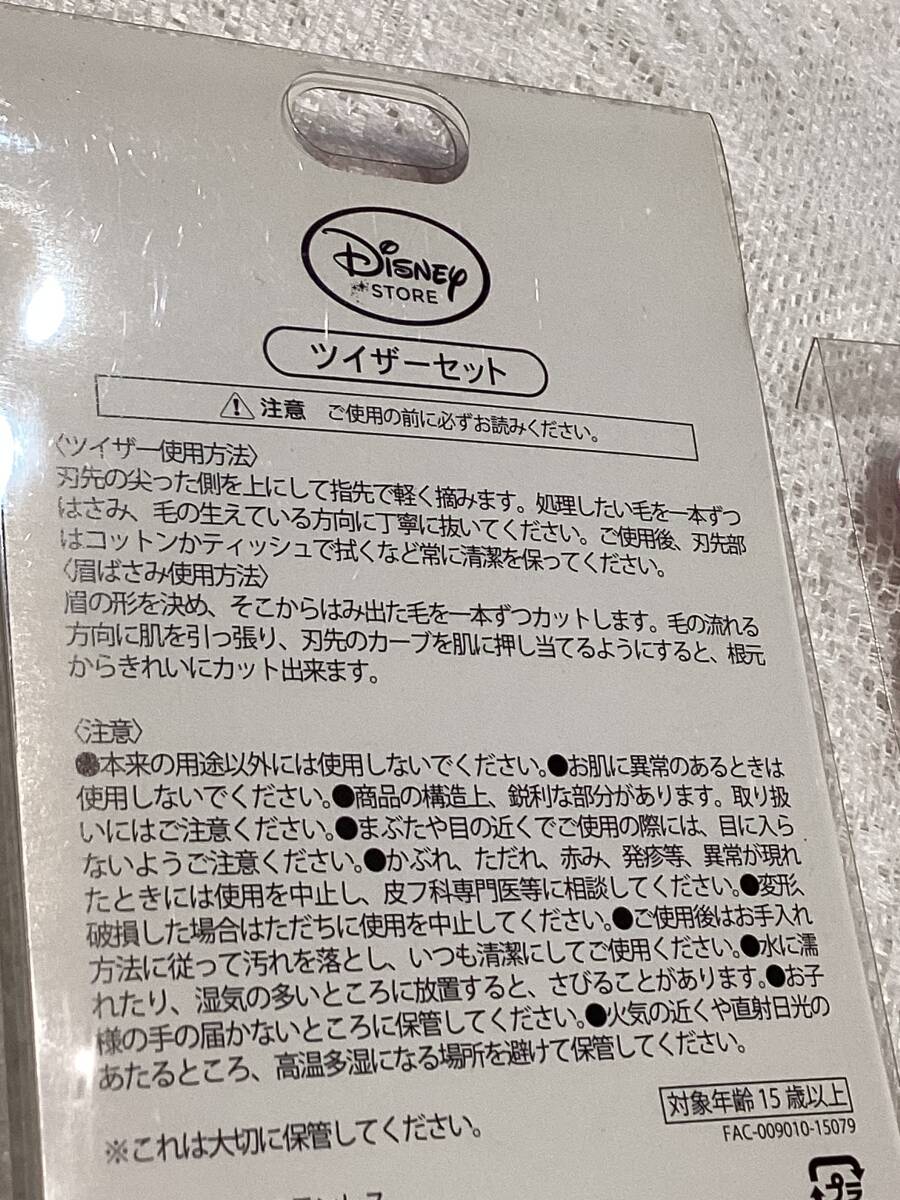 Disney
STORE
ツイザーセット
注意 ご使用の前に必ずお読みください。
〈ツイザー使用方法〉
刃先の尖った側を上にして指先で軽く摘みます。処理したい毛を一本ずつ
はさみ、毛の生えている方向に丁寧に抜いてください。ご使用後、刃先部
はコットンかティッシュで拭くなど常に清潔を保ってください。
〈眉ばさみ使用方法〉
眉の形を決め、そこからはみ出た毛を一本ずつカットします。毛の流れる
方向に肌を引っ張り、刃先のカーブを肌に押し当てるようにすると、根元
からきれいにカット出来ます。
〈注意〉
●本来の用途以外には使用しないでください。●お肌に異常のあるときは
使用しないでください。●商品の構造上、鋭利な部分があります。取り扱
いにはご注意ください。●まぶたや目の近くでご使用の際には、目に入ら
ないようご注意ください。●かぶれ、ただれ、赤み、発疹等、異常が現れ
たときには使用を中止し、皮フ科専門医等に相談してください。●変形、
破損した場合はただちに使用を中止してください。●ご使用後はお手入れ
方法に従って汚れを落とし、いつも清潔にしてご使用ください。●水に濡
れたり、湿気の多いところに放置すると、さびることがあります。●お子
様の手の届かないところに保管してください。●火気の近くや直射日光の
あたるところ、高温多湿になる場所を避けて保管してください。
対象年齢15歳以上
※これは大切に保管してください。
FAC-009010-15079
プラ